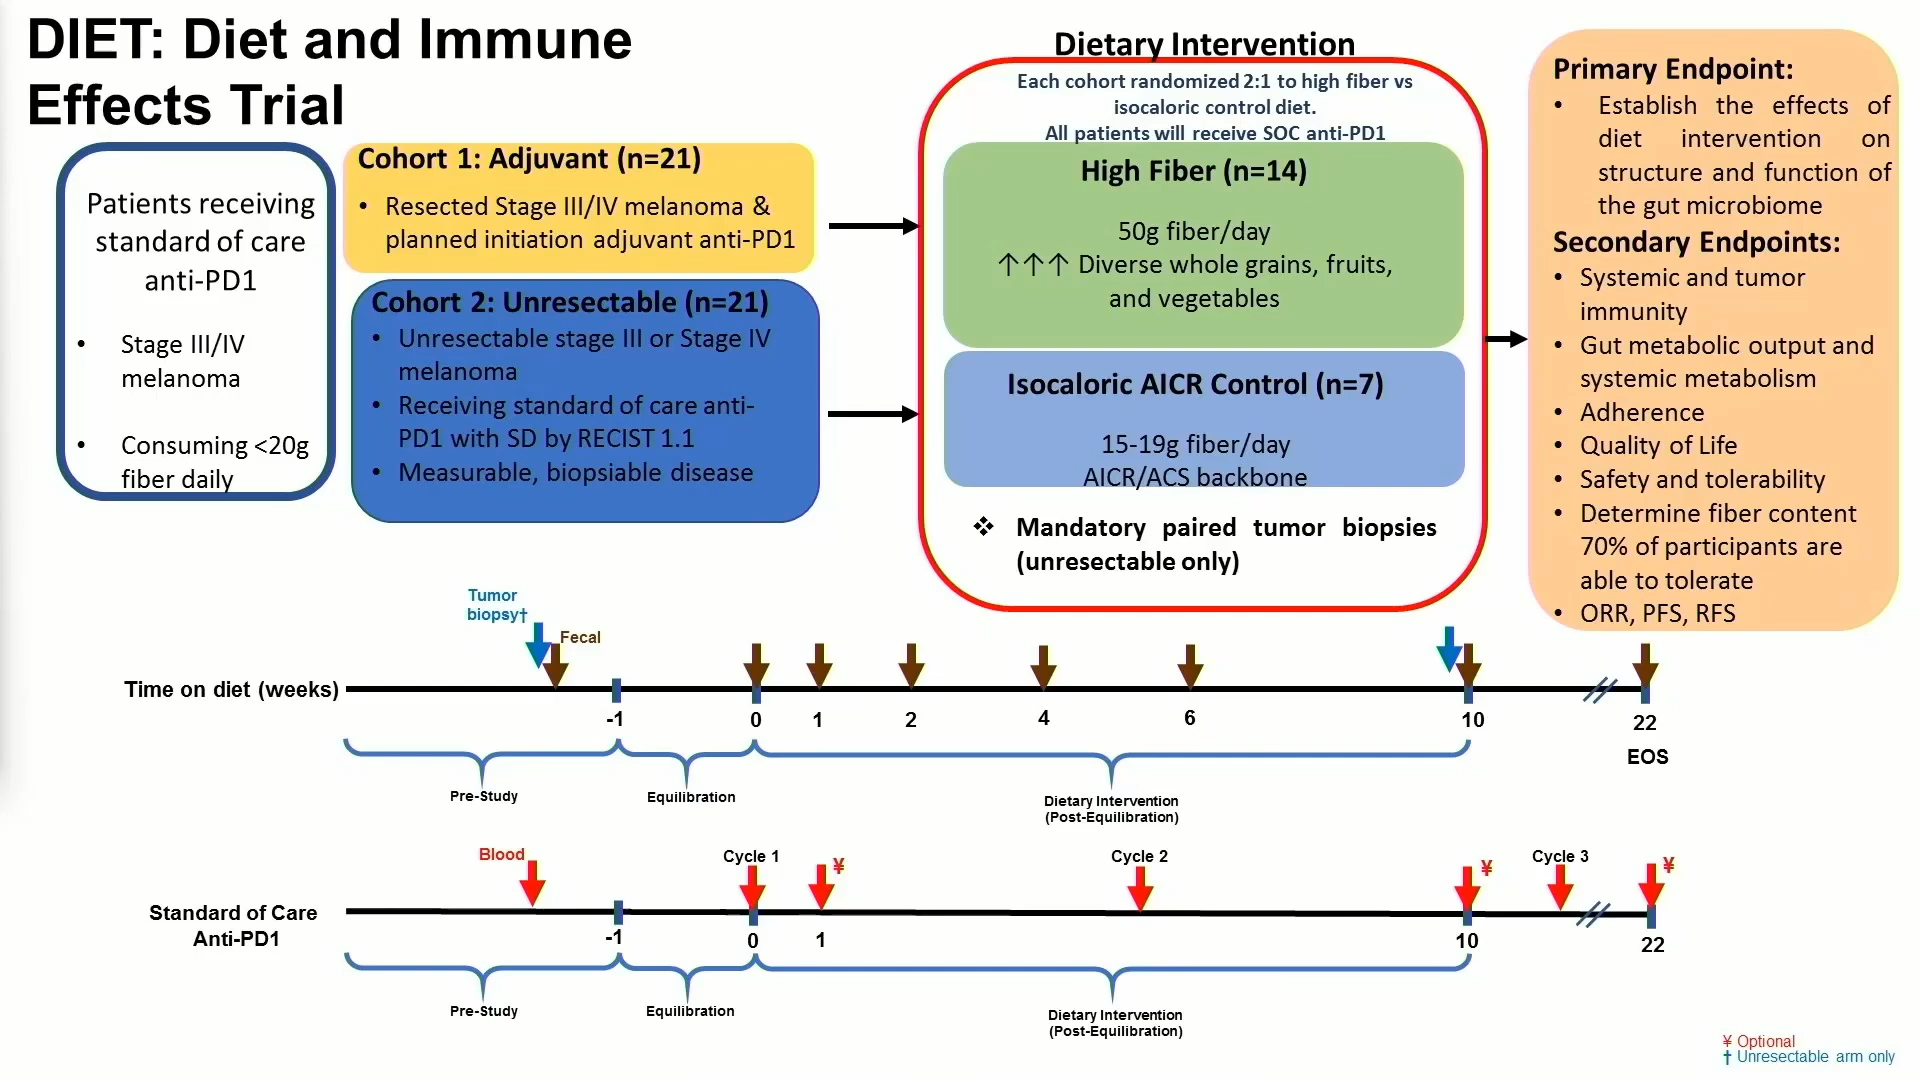 DIET: Diet and Immune
Effects Trial
Patients receiving
standard of care
anti-PD1
• Stage III/IV
melanoma
• Consuming <20g
fiber daily
Cohort 1: Adjuvant (n=21)
• Resected Stage III/IV melanoma &
planned initiation adjuvant anti-PD1
Cohort 2: Unresectable (n=21)
• Unresectable stage III or Stage IV
melanoma
• Receiving standard of care anti-
PD1 with SD by RECIST 1.1
• Measurable, biopsiable disease
Dietary Intervention
Each cohort randomized 2:1 to high fiber vs
isocaloric control diet.
All patients will receive SOC anti-PD1
High Fiber (n=14)
50g fiber/day
↑↑↑ Diverse whole grains, fruits,
and vegetables
Isocaloric AICR Control (n=7)
15-19g fiber/day
AICR/ACS backbone
❖ Mandatory paired tumor biopsies
(unresectable only)
Primary Endpoint:
• Establish the effects of
diet intervention on
structure and function of
the gut microbiome
Secondary Endpoints:
• Systemic and tumor
immunity
• Gut metabolic output and
systemic metabolism
• Adherence
• Quality of Life
• Safety and tolerability
• Determine fiber content
70% of participants are
able to tolerate
• ORR, PFS, RFS
Tumor
biopsy†
Fecal
Time on diet (weeks)
-1 0 1 2 4 6 10 22
EOS
Pre-Study
Equilibration
Dietary Intervention
(Post-Equilibration)
Blood
Cycle 1
¥
Cycle 2
¥
Cycle 3
¥
Standard of Care
Anti-PD1
-1 0 1 10 22
Pre-Study
Equilibration
Dietary Intervention
(Post-Equilibration)
¥ Optional
† Unresectable arm only